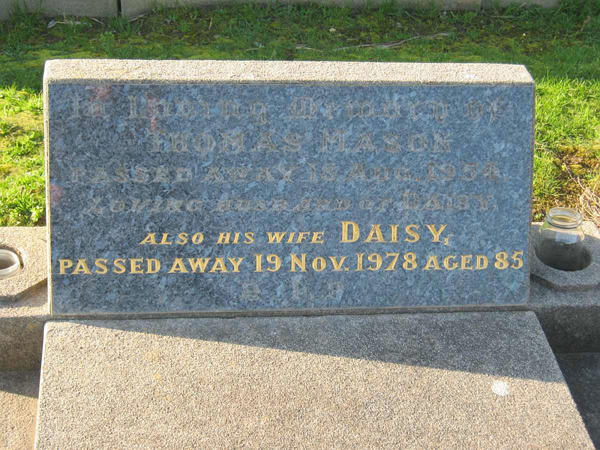 In Loving Memory of
THOMAS MASON
PASSED AWAY 18 AUG. 1954
LOVING HUSBAND OF DAISY
ALSO HIS WIFE DAISY,
PASSED AWAY 19 NOV. 1978 AGED 85
R.I.P.